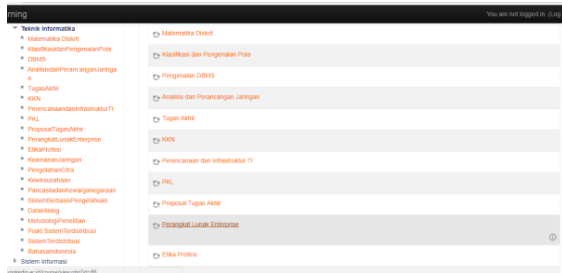 rning
You are not logged in. (Log
Teknik Informatika
Matematika Diskrit
KlasifikasidanPengenalanPola
DBMS
AnalisisdanPerancanganJaringa
n
TugasAkhir
KKN
PerencanaandanInfrastrukturTI
PKL
ProposalTugasAkhir
PerangkatLunakEnterprise
EtikaProfesi
KeamananJaringan
PengolahanCitra
Kewirausahaan
PancasiladanKewarganegaraan
SistemBerbasisPengetahuan
DataMining
MetodologiPenelitian
Prakt.SistemTerdistribusi
SistemTerdistribusi
BahasaIndonesia
Sistem Informasi
Matematika Diskrit
Klasifikasi dan Pengenalan Pola
Pengenalan DBMS
Analisis dan Perancangan Jaringan
Tugas Akhir
KKN
Perencanaan dan Infrastruktur TI
PKL
Proposal Tugas Akhir
Perangkat Lunak Enterprise
Etika Profesi